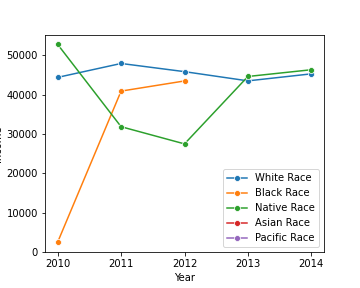 50000
40000
30000
20000
10000
0
2010 2011 2012 2013 2014
Year
White Race
Black Race
Native Race
Asian Race
Pacific Race